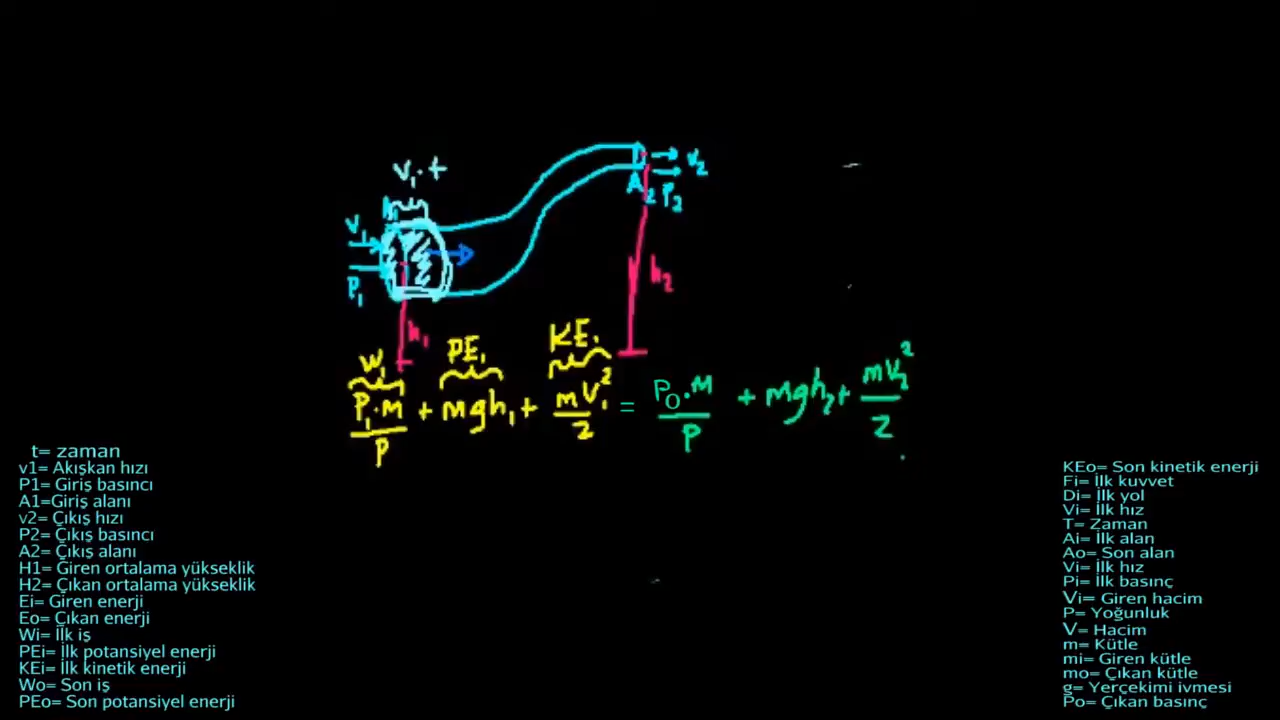 v₁·t
A₁
v₁
P₁
v₂
A₂ P₂
h₂
h₁
W₁ PE₁ KE₁
P₁·M/P + mgh₁ + mV₁²/2 = P₀·M/P + mgh₂ + mV₂²/2
t= zaman
v1= Akışkan hızı
P1= Giriş basıncı
A1=Giriş alanı
v2= Çıkış hızı
P2= Çıkış basıncı
A2= Çıkış alanı
H1= Giren ortalama yükseklik
H2= Çıkan ortalama yükseklik
Ei= Giren enerji
Eo= Çıkan enerji
Wi= İlk iş
PEi= İlk potansiyel enerji
KEi= İlk kinetik enerji
Wo= Son iş
PEo= Son potansiyel enerji
KEo= Son kinetik enerji
Fi= İlk kuvvet
Di= İlk yol
Vi= İlk hız
T= Zaman
Ai= İlk alan
Ao= Son alan
Vi= İlk hız
Pi= İlk basınç
Vi= Giren hacim
P= Yoğunluk
V= Hacim
m= Kütle
mi= Giren kütle
mo= Çıkan kütle
g= Yerçekimi ivmesi
Po= Çıkan basınç